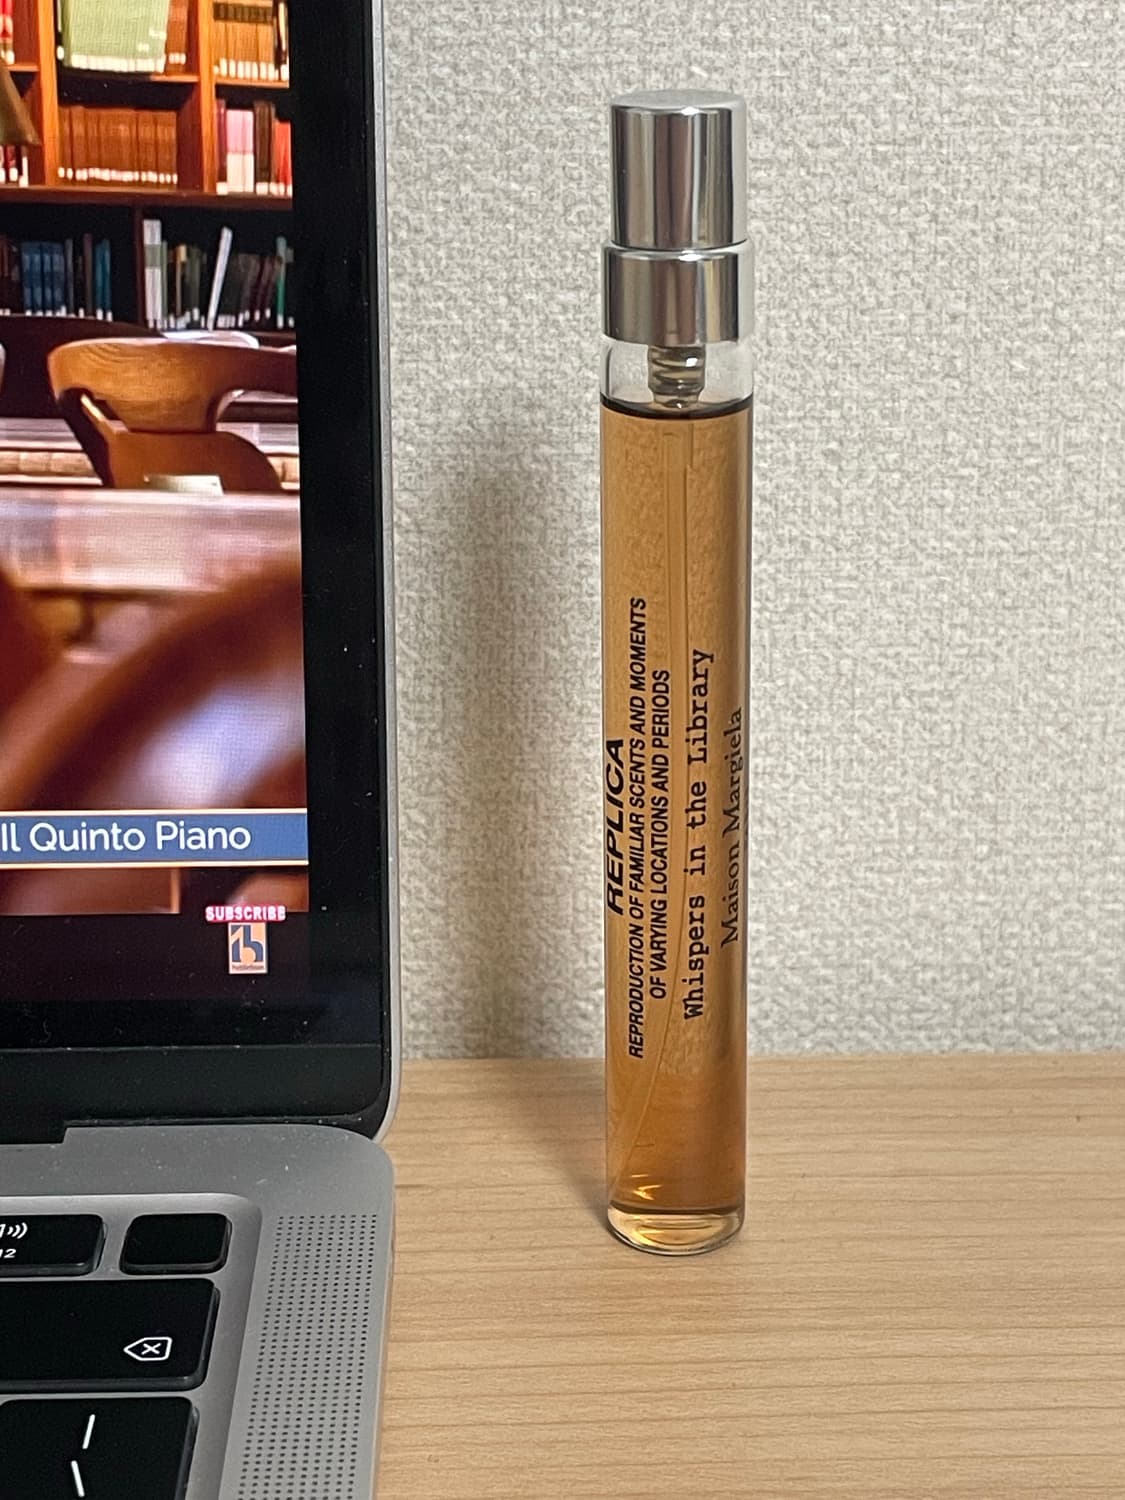 Il Quinto Piano
SUBSCRIBE
REPLICA
REPRODUCTION OF FAMILIAR SCENTS AND MOMENTS
OF VARYING LOCATIONS AND PERIODS
Whispers in the Library
Maison Margiela